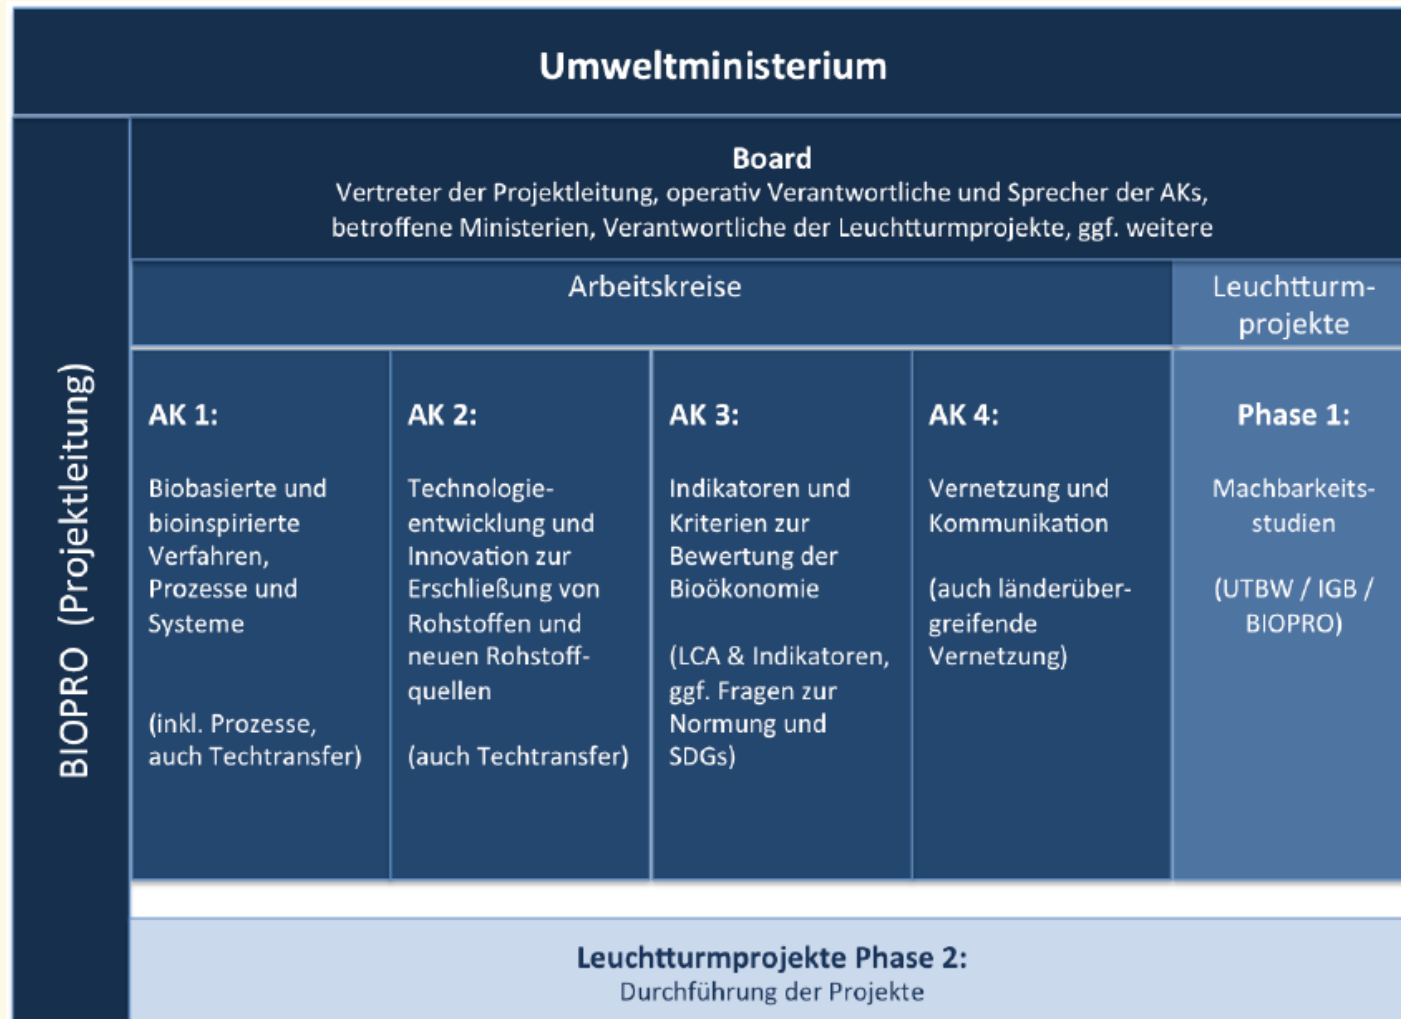 Umweltministerium
BIOPRO (Projektleitung)
Board
Vertreter der Projektleitung, operativ Verantwortliche und Sprecher der AKs,
betroffene Ministerien, Verantwortliche der Leuchtturmprojekte, ggf. weitere
Arbeitskreise
Leuchtturm-
projekte
AK 1:
Biobasierte und
bioinspirierte
Verfahren,
Prozesse und
Systeme
(inkl. Prozesse,
auch Techtransfer)
AK 2:
Technologie-
entwicklung und
Innovation zur
Erschließung von
Rohstoffen und
neuen Rohstoff-
quellen
(auch Techtransfer)
AK 3:
Indikatoren und
Kriterien zur
Bewertung der
Bioökonomie
(LCA & Indikatoren,
ggf. Fragen zur
Normung und
SDGs)
AK 4:
Vernetzung und
Kommunikation
(auch länderüber-
greifende
Vernetzung)
Phase 1:
Machbarkeits-
studien
(UTBW / IGB /
BIOPRO)
Leuchtturmprojekte Phase 2:
Durchführung der Projekte